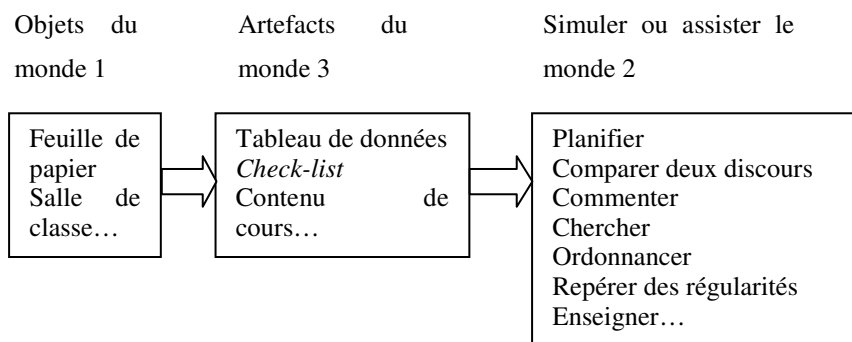 Objets du
monde 1
Artefacts du
monde 3
Simuler ou assister le
monde 2
Feuille de
papier
Salle de
classe…
Tableau de données
Check-list
Contenu de
cours…
Planifier
Comparer deux discours
Commenter
Chercher
Ordonnancer
Repérer des régularités
Enseigner…